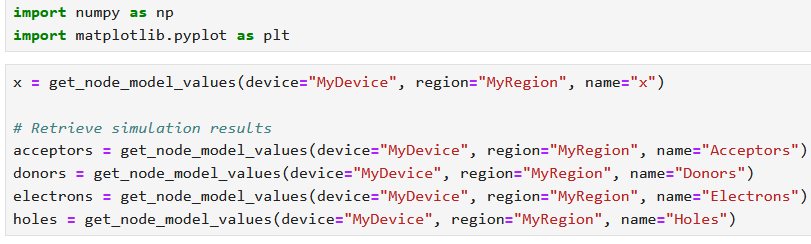 import numpy as np
import matplotlib.pyplot as plt
x = get_node_model_values(device="MyDevice", region="MyRegion", name="x")
# Retrieve simulation results
acceptors = get_node_model_values(device="MyDevice", region="MyRegion", name="Acceptors")
donors = get_node_model_values(device="MyDevice", region="MyRegion", name="Donors")
electrons = get_node_model_values(device="MyDevice", region="MyRegion", name="Electrons")
holes = get_node_model_values(device="MyDevice", region="MyRegion", name="Holes")